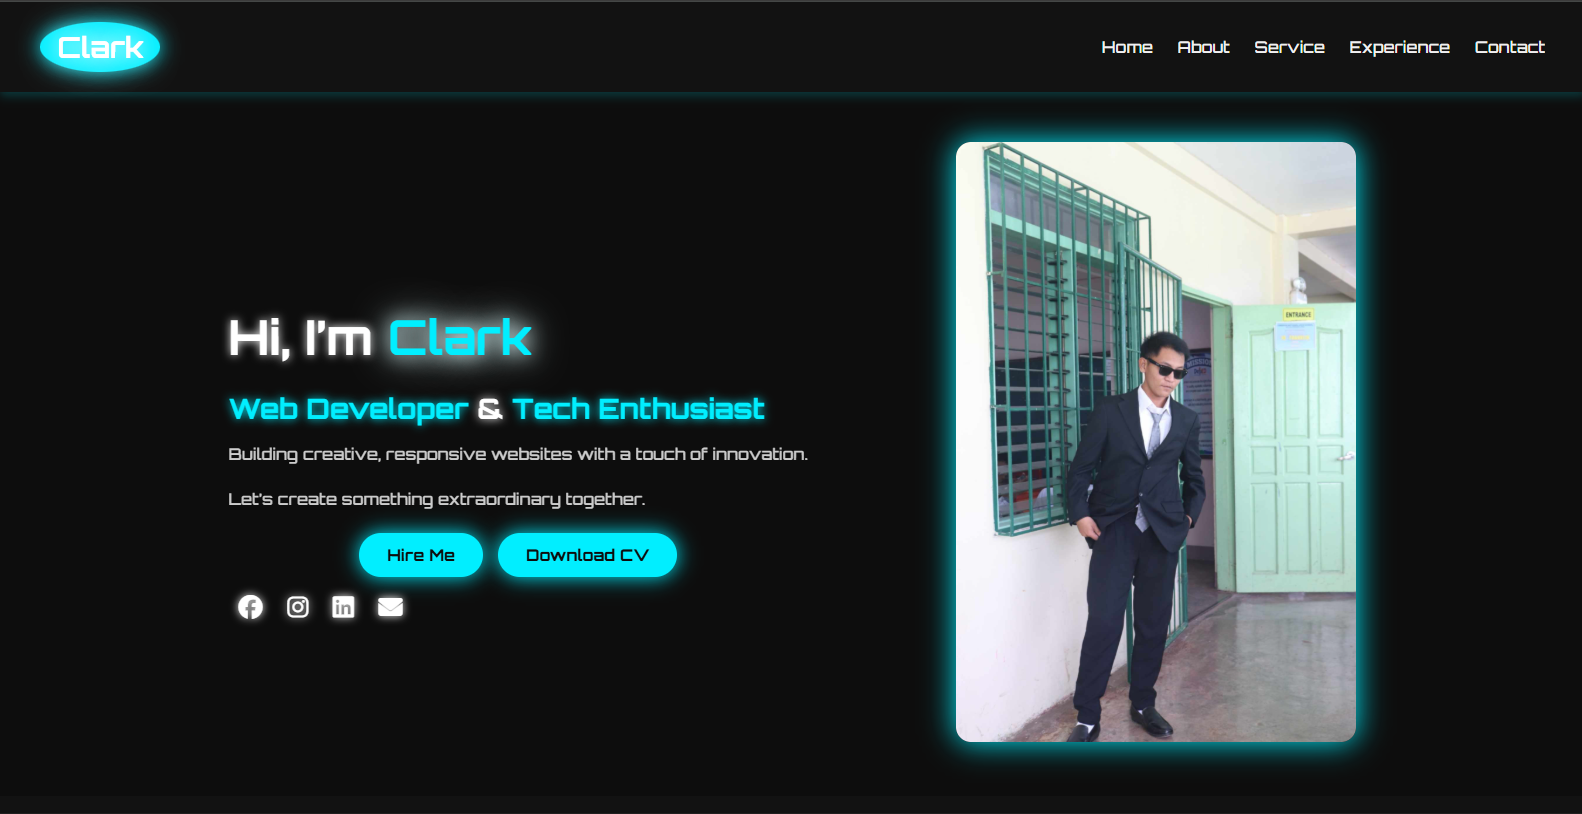 Clark
Home About Service Experience Contact
Hi, I'm Clark
Web Developer & Tech Enthusiast
Building creative, responsive websites with a touch of innovation.
Let's create something extraordinary together.
Hire Me Download CV
ENTRANCE